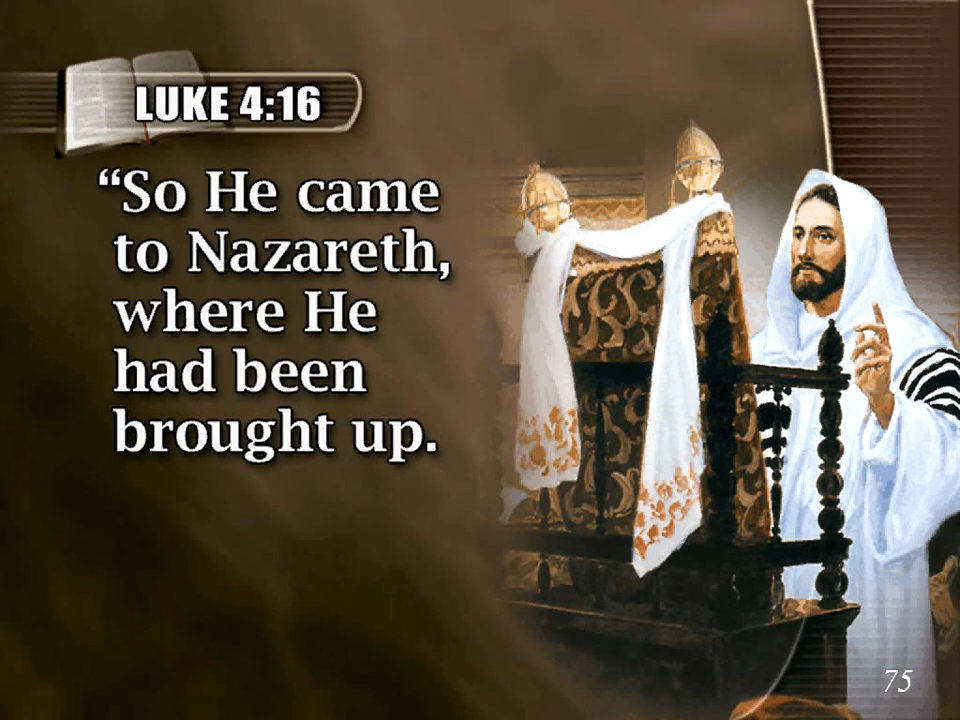 LUKE 4:16
“So He came
to Nazareth,
where He
had been
brought up.
75